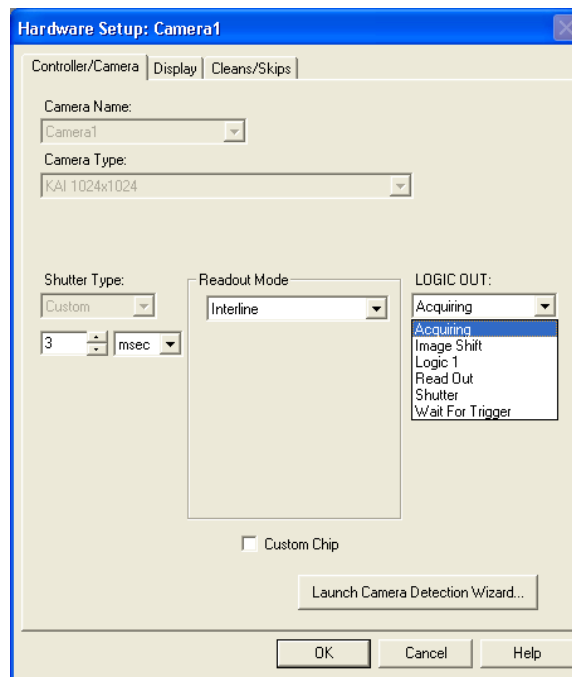 Hardware Setup: Camera1
Controller/Camera Display Cleans/Skips
Camera Name:
Camera1
Camera Type:
KAI 1024x1024
Shutter Type:
Custom
3 msec
Readout Mode
Interline
LOGIC OUT:
Acquiring
Acquiring
Image Shift
Logic 1
Read Out
Shutter
Wait For Trigger
Custom Chip
Launch Camera Detection Wizard...
OK Cancel Help